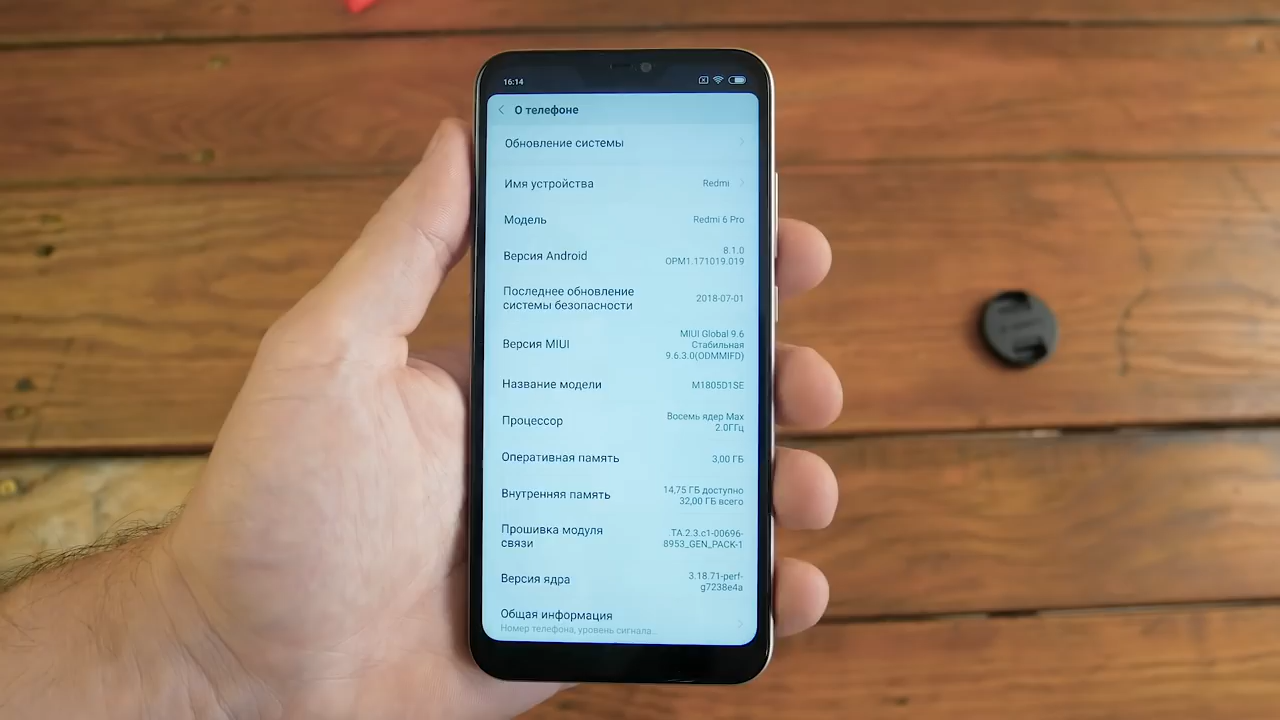 16:14
О телефоне
Обновление системы
Имя устройства
Redmi
Модель
Redmi 6 Pro
Версия Android
8.1.0
OPM1.171019.019
Последнее обновление
системы безопасности
2018-07-01
Версия MIUI
MIUI Global 9.6
Стабильная
9.6.3.0(ODMMIFD)
Название модели
M1805D1SE
Процессор
Восемь ядер Max
2.0ГГц
Оперативная память
3,00 ГБ
Внутренняя память
14,75 ГБ доступно
32,00 ГБ всего
Прошивка модуля
связи
TA.2.3.c1-00696-
8953_GEN_PACK-1
Версия ядра
3.18.71-perf-
g7238e4a
Общая информация
Номер телефона, уровень сигнала..